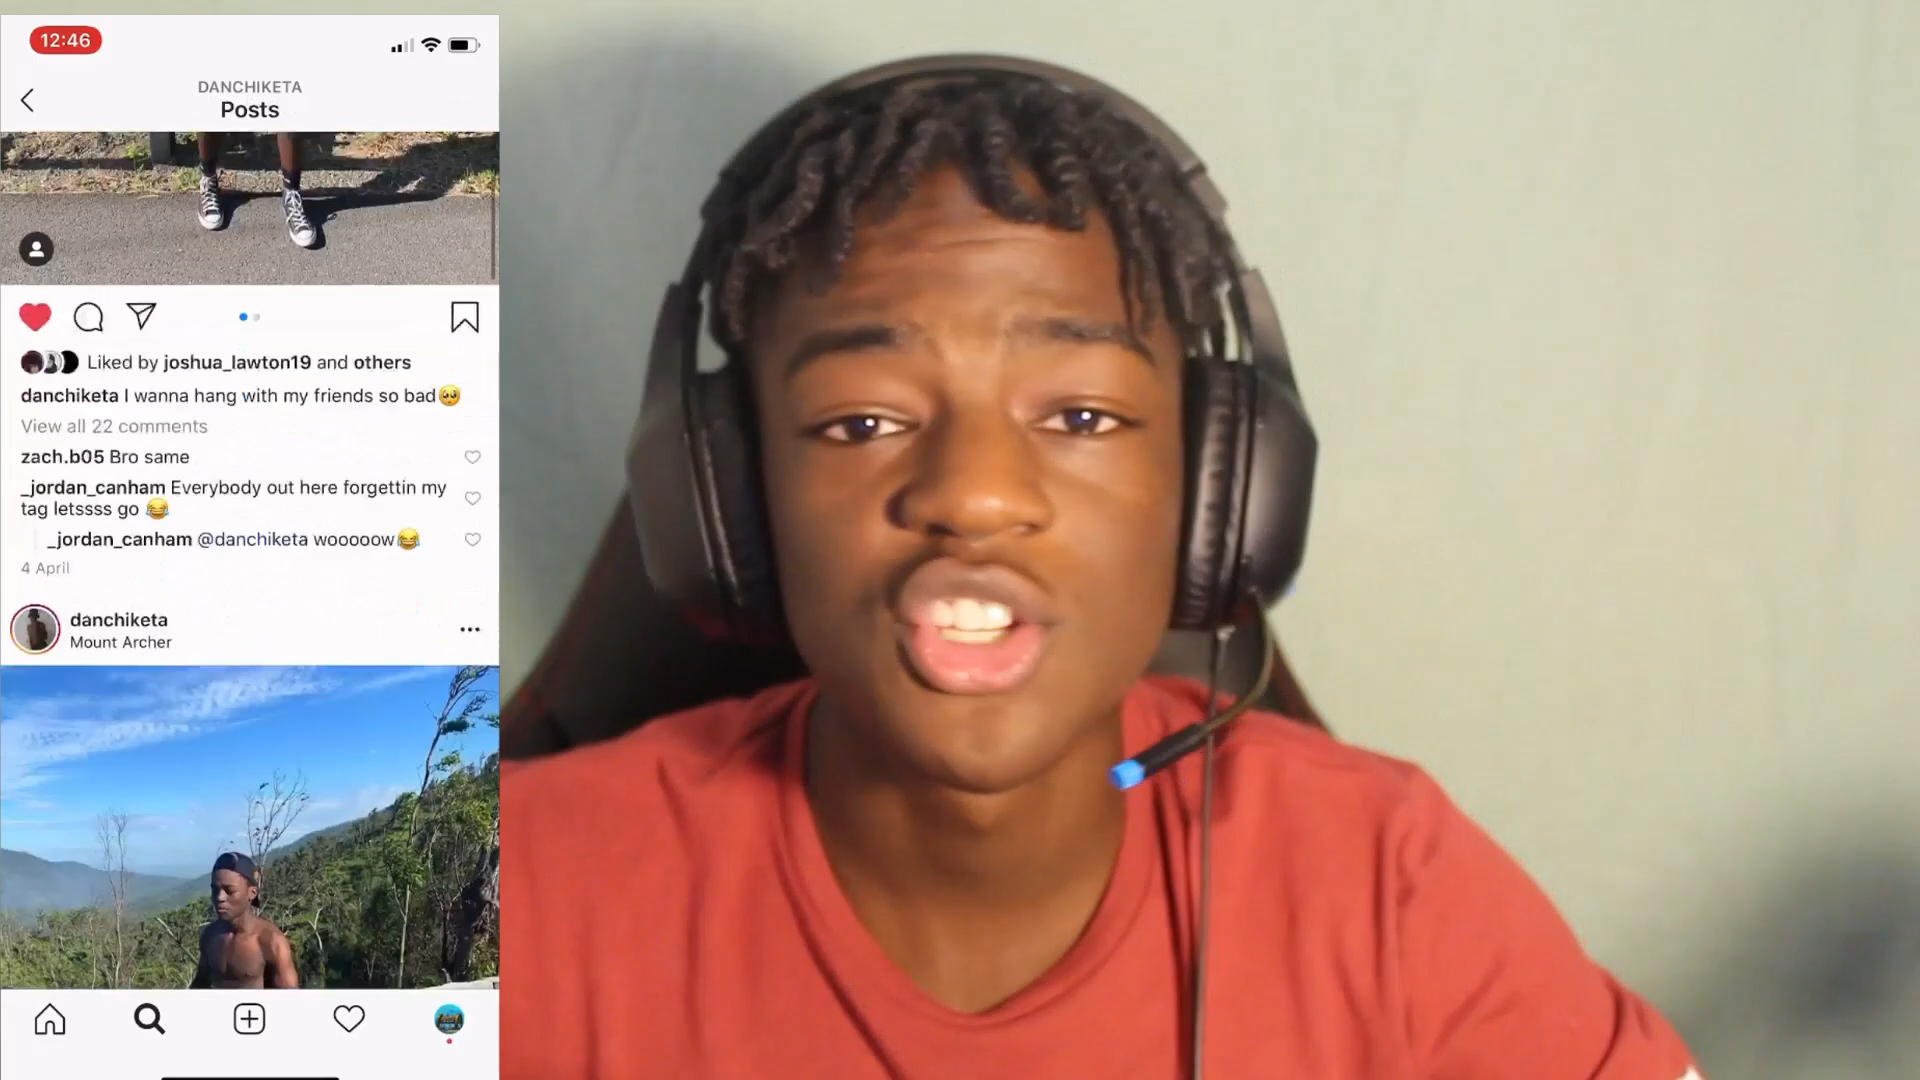 12:46
DANCHIKETA
Posts
Liked by joshua_lawton19 and others
danchiketa I wanna hang with my friends so bad🥺
View all 22 comments
zach.b05 Bro same
_jordan_canham Everybody out here forgettin my
tag letssss go 😂
_jordan_canham @danchiketa wooooow😂
4 April
danchiketa
Mount Archer